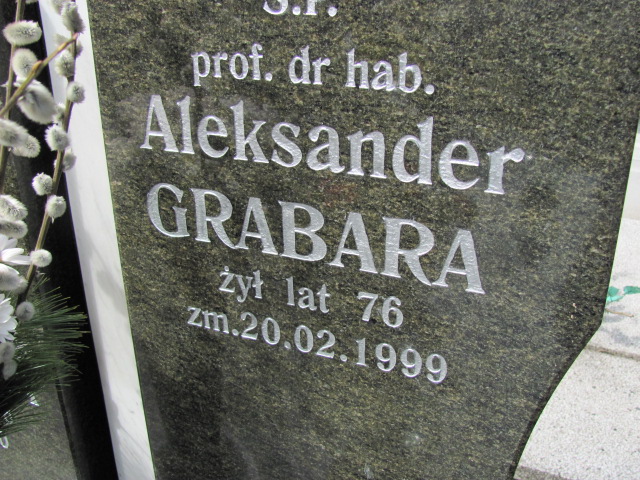 Ś.P.
prof. dr hab.
Aleksander
GRABARA
żył lat 76
zm.20.02.1999